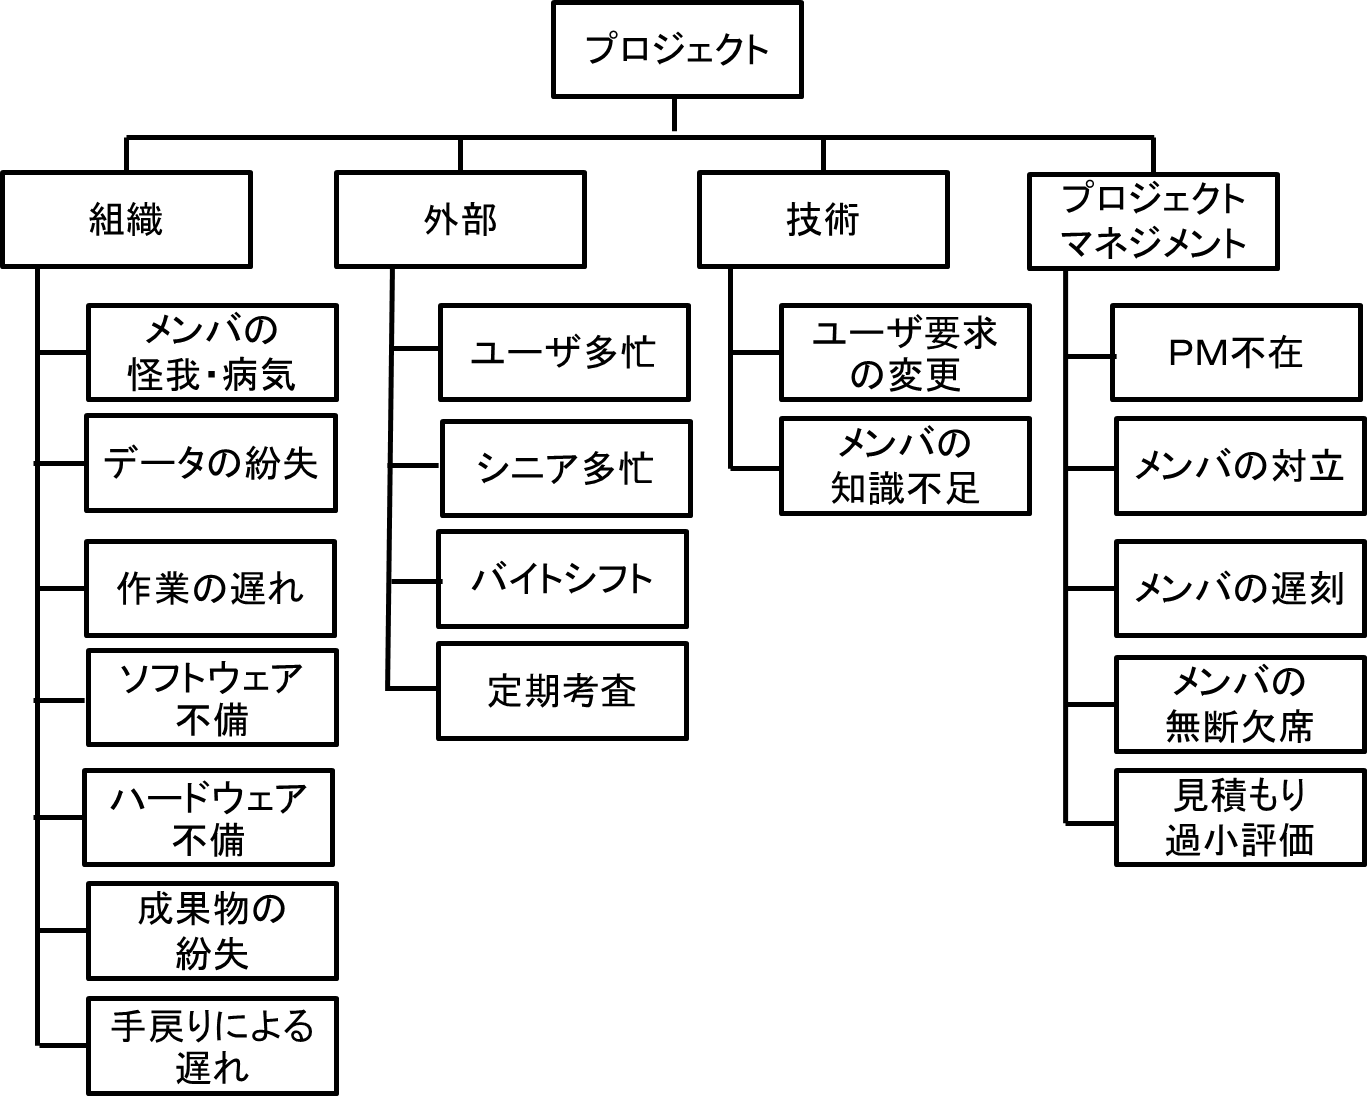 プロジェクト
組織
外部
技術
プロジェクト
マネジメント
メンバの
怪我・病気
データの紛失
作業の遅れ
ソフトウェア
不備
ハードウェア
不備
成果物の
紛失
手戻りによる
遅れ
ユーザ多忙
シニア多忙
バイトシフト
定期考査
ユーザ要求
の変更
メンバの
知識不足
ＰＭ不在
メンバの対立
メンバの遅刻
メンバの
無断欠席
見積もり
過小評価